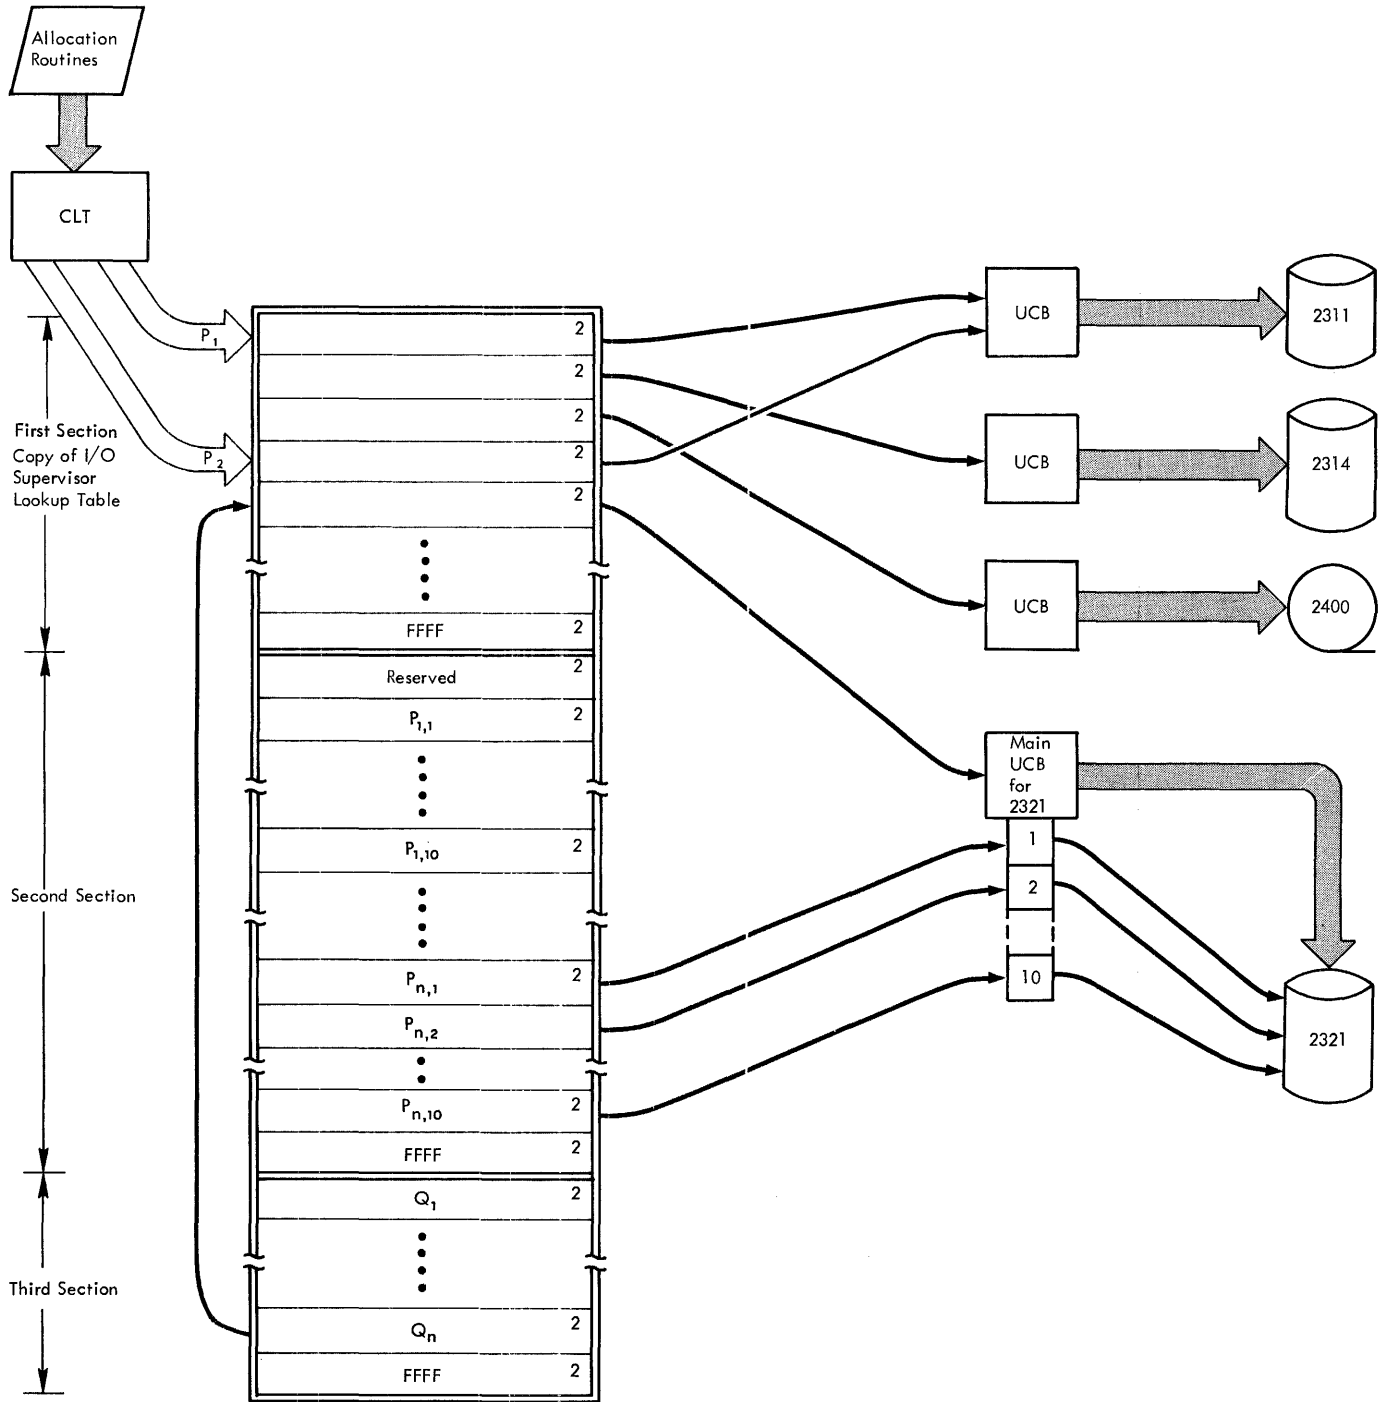 Allocation
Routines
CLT
P1
P2
First Section
Copy of I/O
Supervisor
Lookup Table
2
2
2
2
2
FFFF 2
Reserved 2
P1,1 2
P1,10 2
Second Section
Pn,1 2
Pn,2
Pn,10 2
FFFF 2
Q1 2
Third Section
Qn 2
FFFF 2
UCB
2311
UCB
2314
UCB
2400
Main
UCB
for
2321
1
2
10
2321